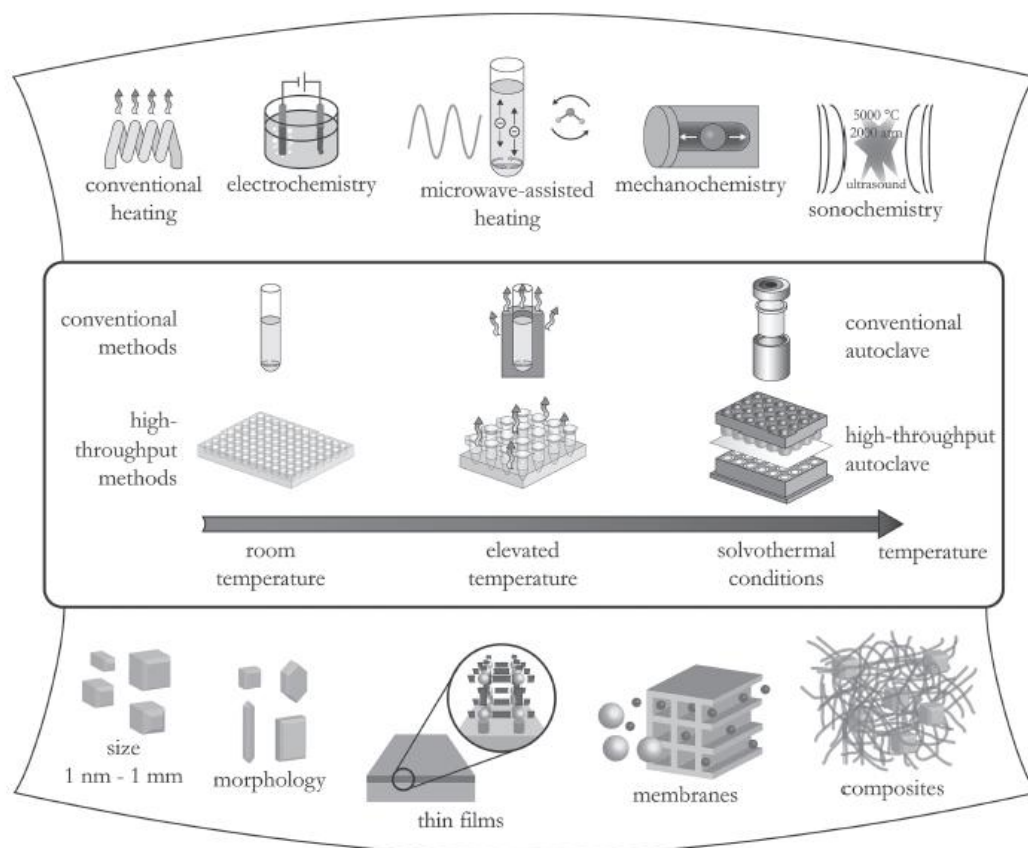 conventional
heating
electrochemistry
microwave-assisted
heating
mechanochemistry
5000 °C
2000 atm
ultrasound
sonochemistry
conventional
methods
conventional
autoclave
high-
throughput
methods
high-throughput
autoclave
room
temperature
elevated
temperature
solvothermal
conditions
temperature
size
1 nm - 1 mm
morphology
thin films
membranes
composites